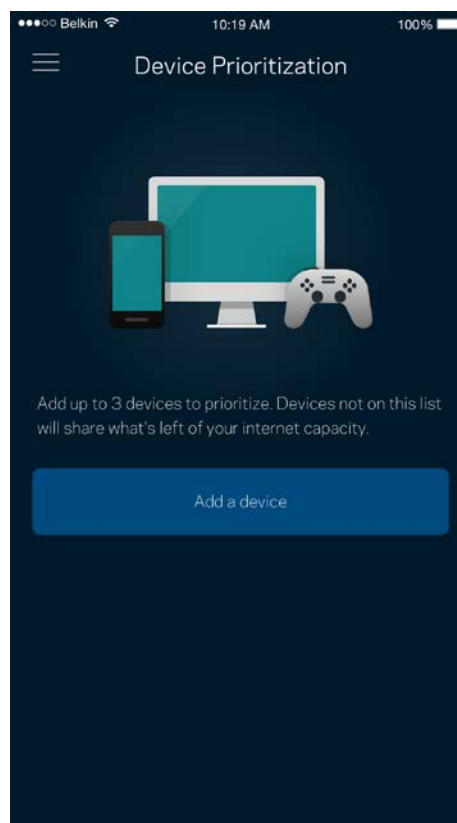 Belkin 10:19 AM 100%
Device Prioritization
Add up to 3 devices to prioritize. Devices not on this list
will share what's left of your internet capacity.
Add a device